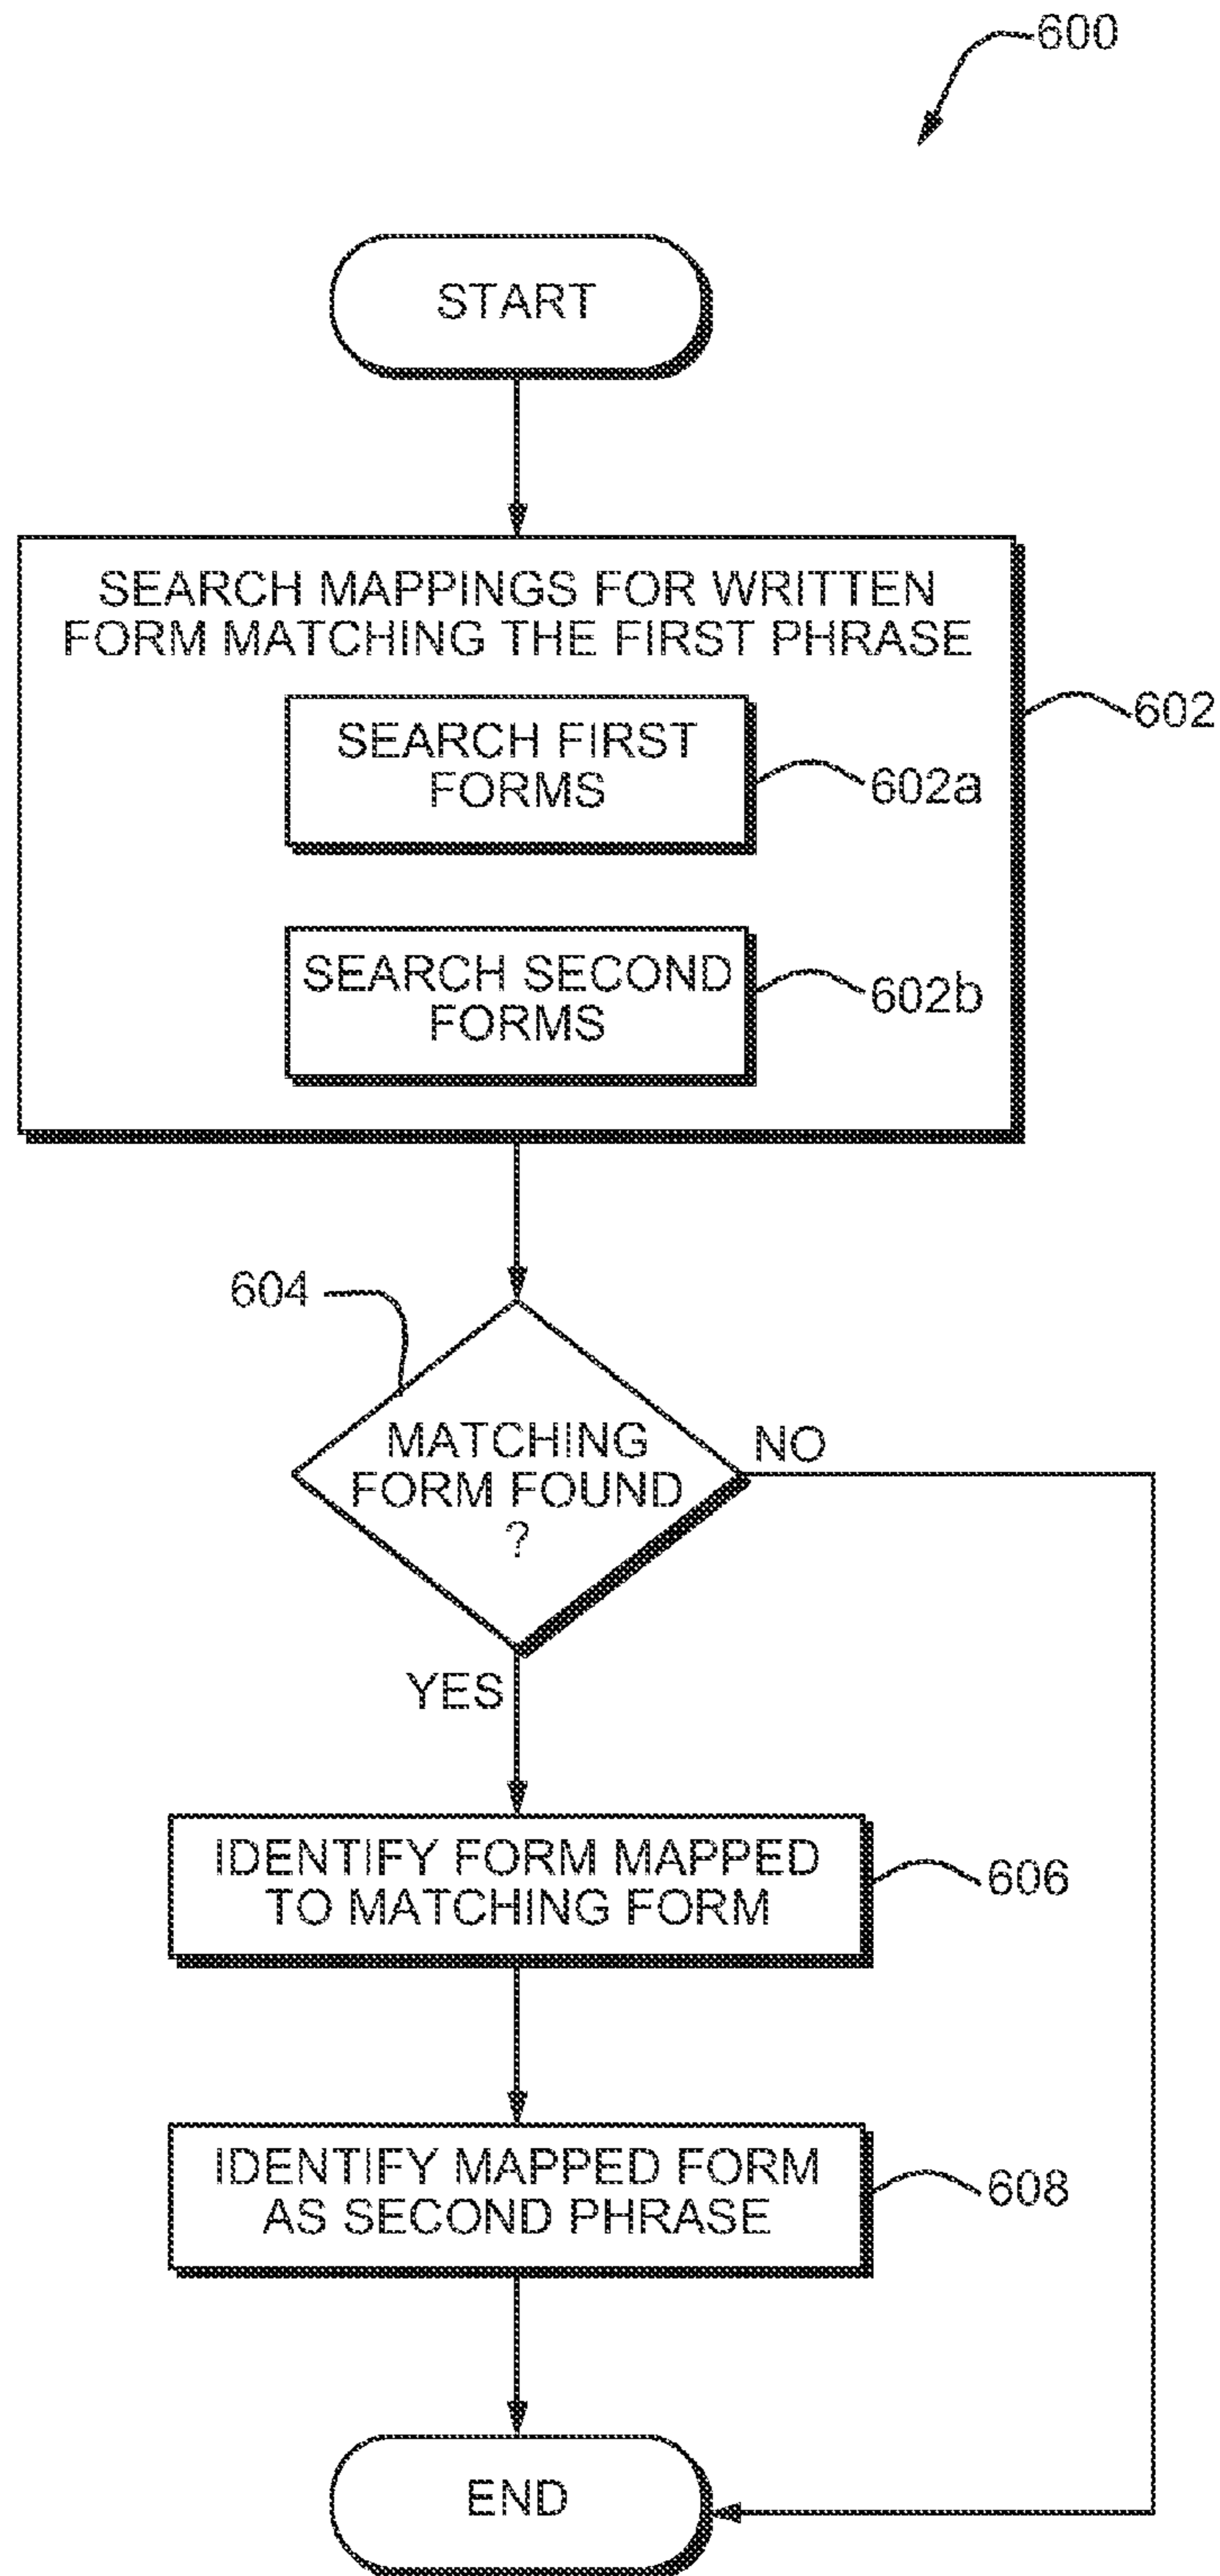 600
START
SEARCH MAPPINGS FOR WRITTEN
FORM MATCHING THE FIRST PHRASE
602
SEARCH FIRST
FORMS
602a
SEARCH SECOND
FORMS
602b
604
MATCHING
FORM FOUND
?
NO
YES
IDENTIFY FORM MAPPED
TO MATCHING FORM
606
IDENTIFY MAPPED FORM
AS SECOND PHRASE
608
END